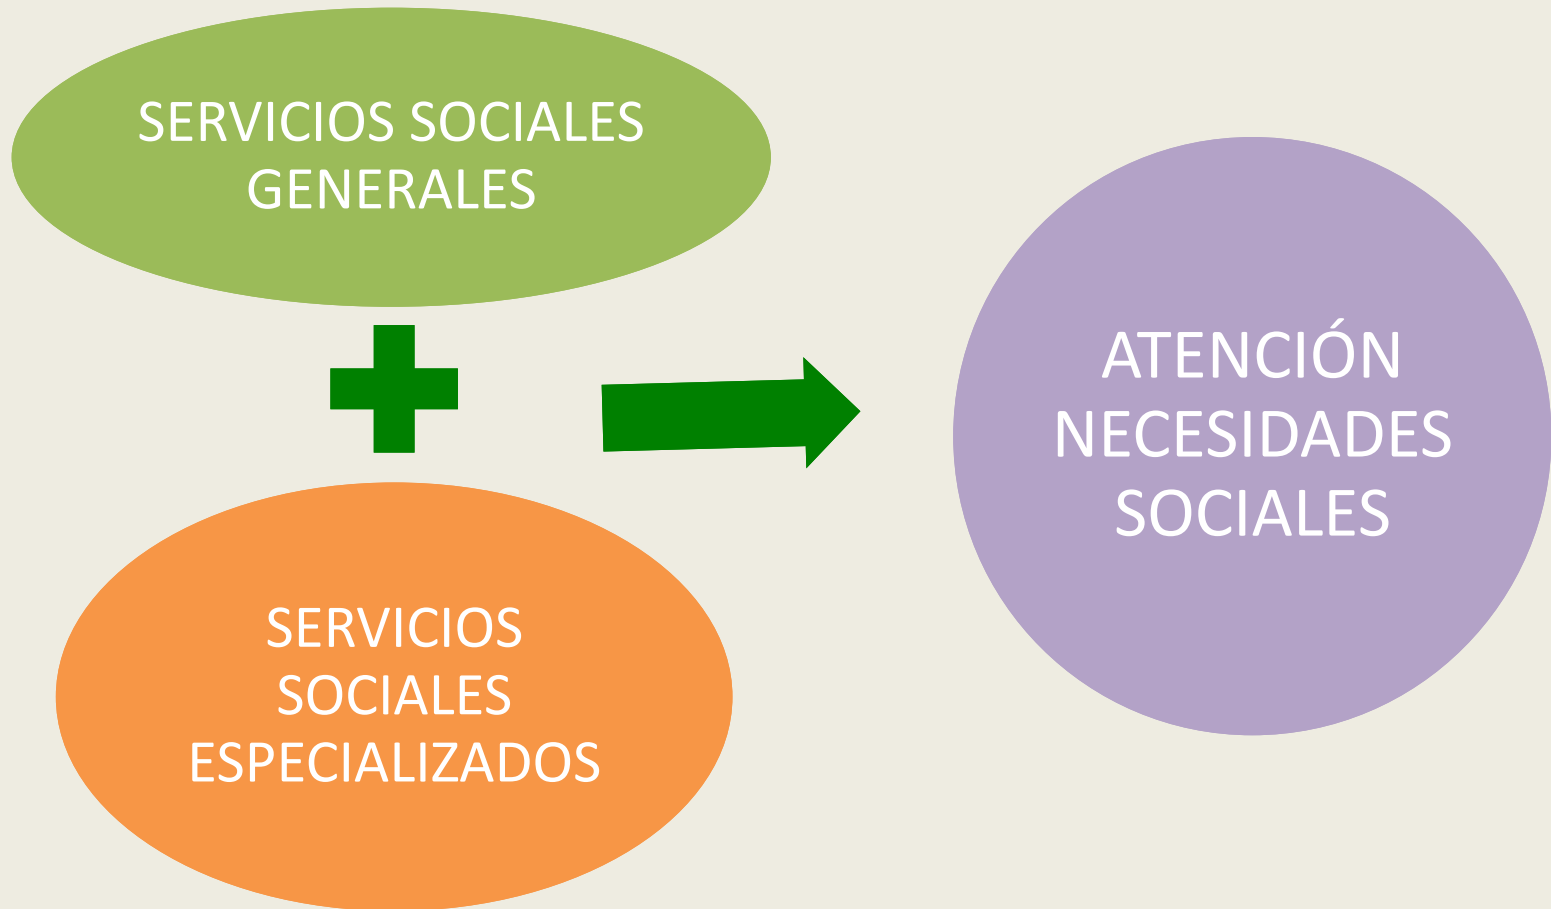 SERVICIOS SOCIALES
GENERALES
SERVICIOS
SOCIALES
ESPECIALIZADOS
ATENCIÓN
NECESIDADES
SOCIALES